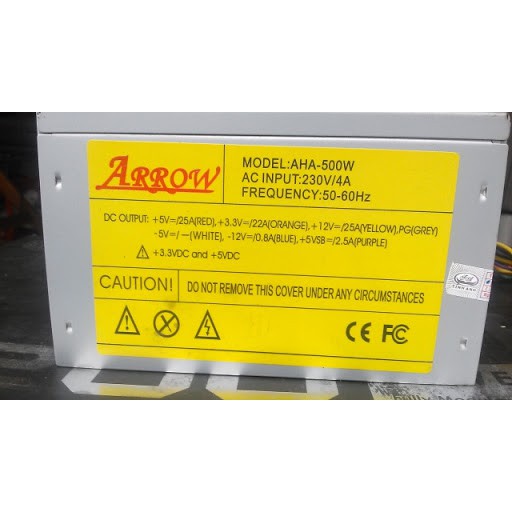 ARROW
MODEL:AHA-500W
AC INPUT:230V/4A
FREQUENCY:50-60Hz
DC OUTPUT: +5V=/25A(RED),+3.3V=/22A(ORANGE), +12V=/25A(YELLOW),PG(GREY)
-5V=/—(WHITE), -12V=/0.8A(BLUE), +5VSB=/2.5A(PURPLE)
+3.3VDC and +5VDC
CAUTION!
DO NOT REMOVE THIS COVER UNDER ANY CIRCUMSTANCES
CE FC